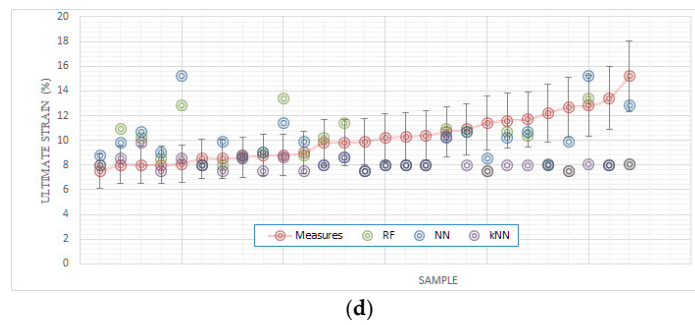 20
18
16
14
12
10
8
6
4
2
0
ULTIMATE STRAIN (%)
Measures RF NN kNN
SAMPLE
(d)